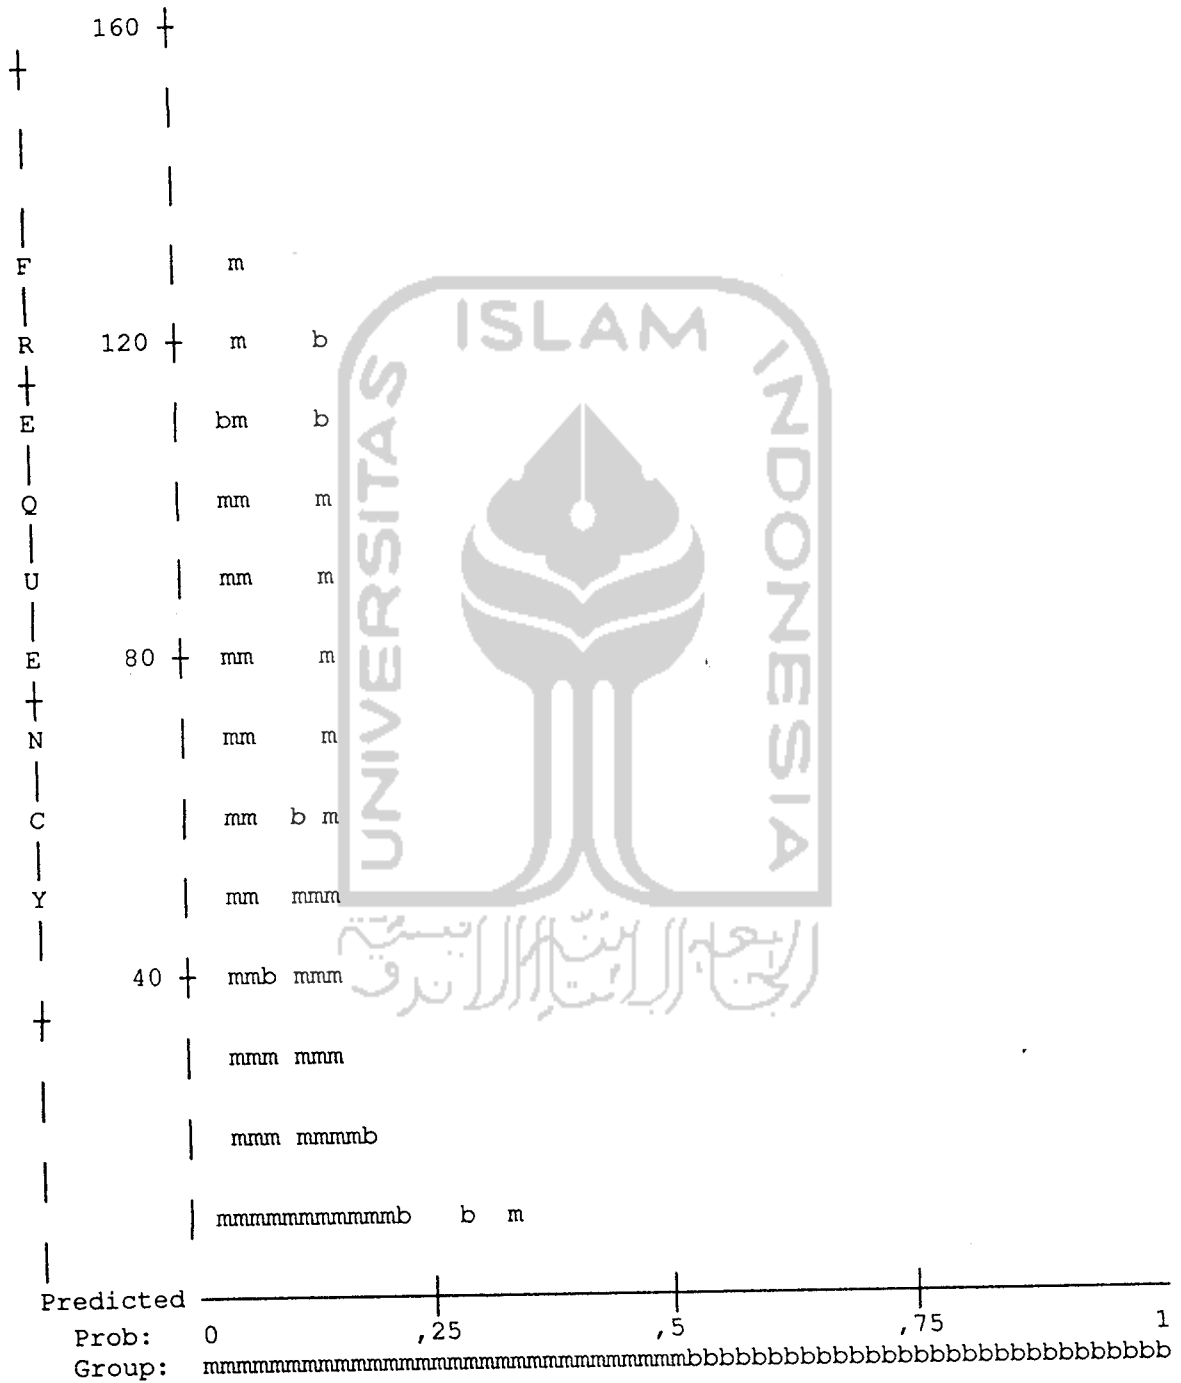 160
F
m
R 120 m b
E bm b
Q mm m
U mm m
E 80 mm m
N mm m
C mm b m
Y mm mmm
40 mmb mmm
mmm mmm
mmm mmmmb
mmmmmmmmmmmb b m
Predicted
Prob: 0 ,25 ,5 ,75 1
Group: mmmmmmmmmmmmmmmmmmmmmmmmmmmmmmbbbbbbbbbbbbbbbbbbbbbbbbbbbbbb
UNIVERSITAS
ISLAM
INDONESIA